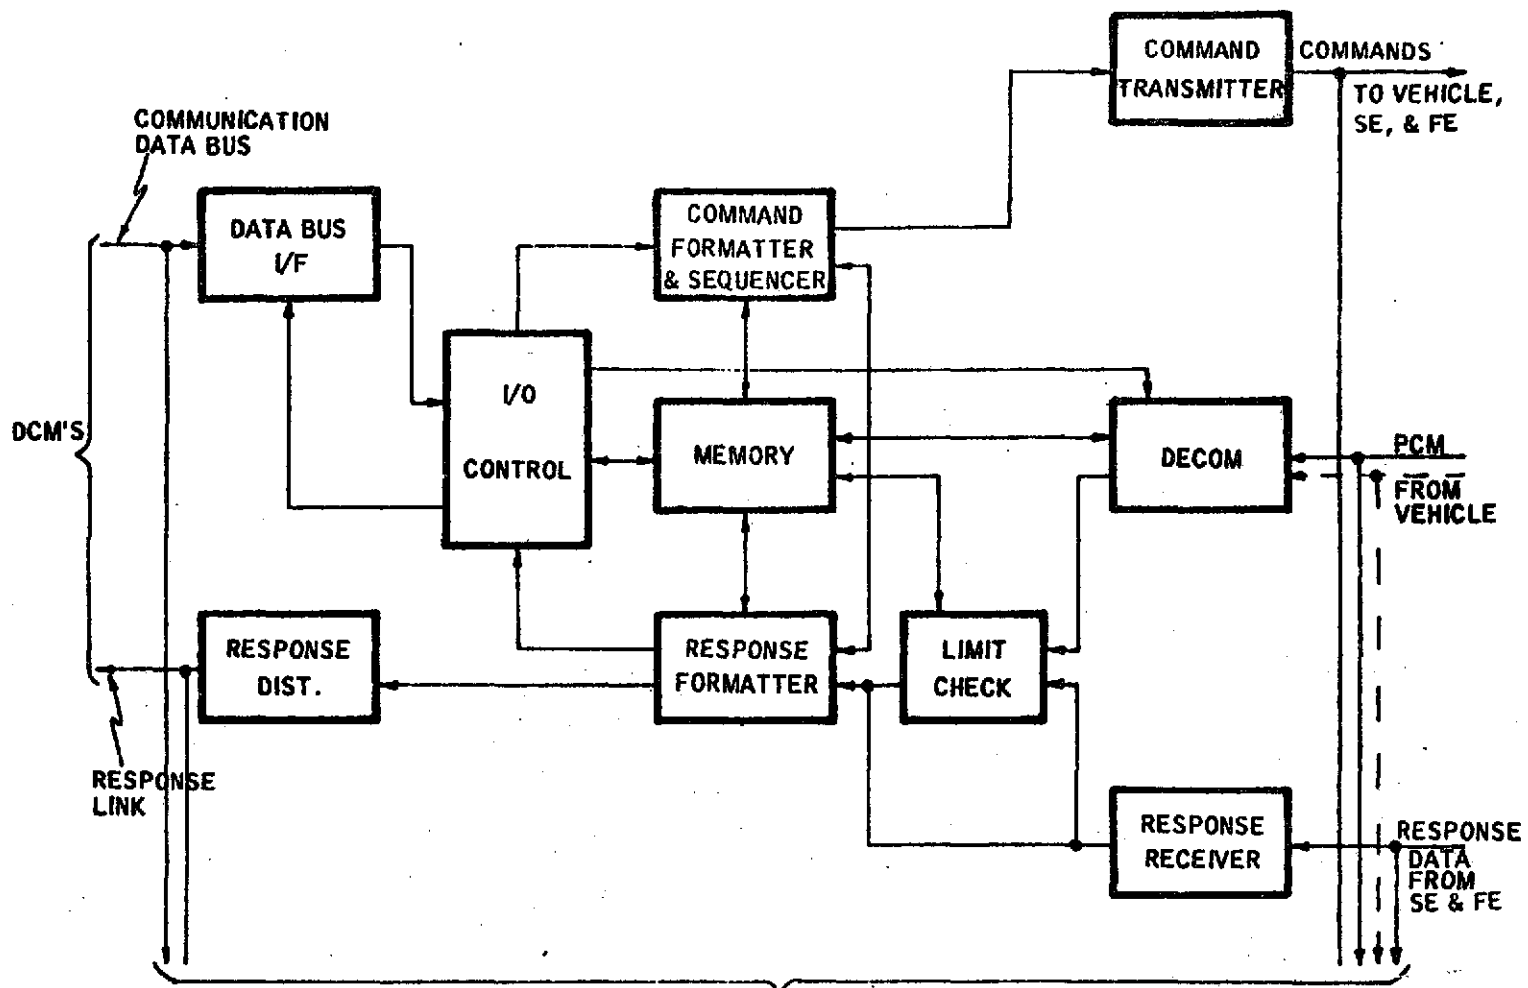 COMMAND
TRANSMITTER
COMMANDS
TO VEHICLE,
SE, & FE
COMMUNICATION
DATA BUS
DATA BUS
I/F
COMMAND
FORMATTER
& SEQUENCER
I/O
CONTROL
MEMORY
DECOM
PCM
FROM
VEHICLE
DCM'S
RESPONSE
DIST.
RESPONSE
FORMATTER
LIMIT
CHECK
RESPONSE
LINK
RESPONSE
RECEIVER
RESPONSE
DATA
FROM
SE & FE